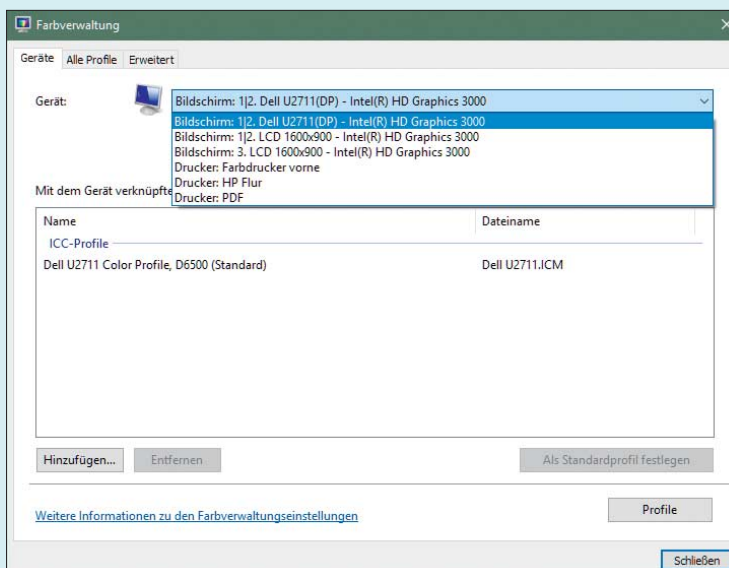 Farbverwaltung
Geräte Alle Profile Erweitert
Gerät: Bildschirm: 1|2. Dell U2711(DP) - Intel(R) HD Graphics 3000
Bildschirm: 1|2. Dell U2711(DP) - Intel(R) HD Graphics 3000
Bildschirm: 1|2. LCD 1600x900 - Intel(R) HD Graphics 3000
Bildschirm: 3. LCD 1600x900 - Intel(R) HD Graphics 3000
Drucker: Farbdrucker vorne
Drucker: HP Flur
Drucker: PDF
Mit dem Gerät
Name Dateiname
ICC-Profile
Dell U2711 Color Profile, D6500 (Standard) Dell U2711.ICM
Hinzufügen... Entfernen Als Standardprofil festlegen
Weitere Informationen zu den Farbverwaltungseinstellungen Profile
Schließen